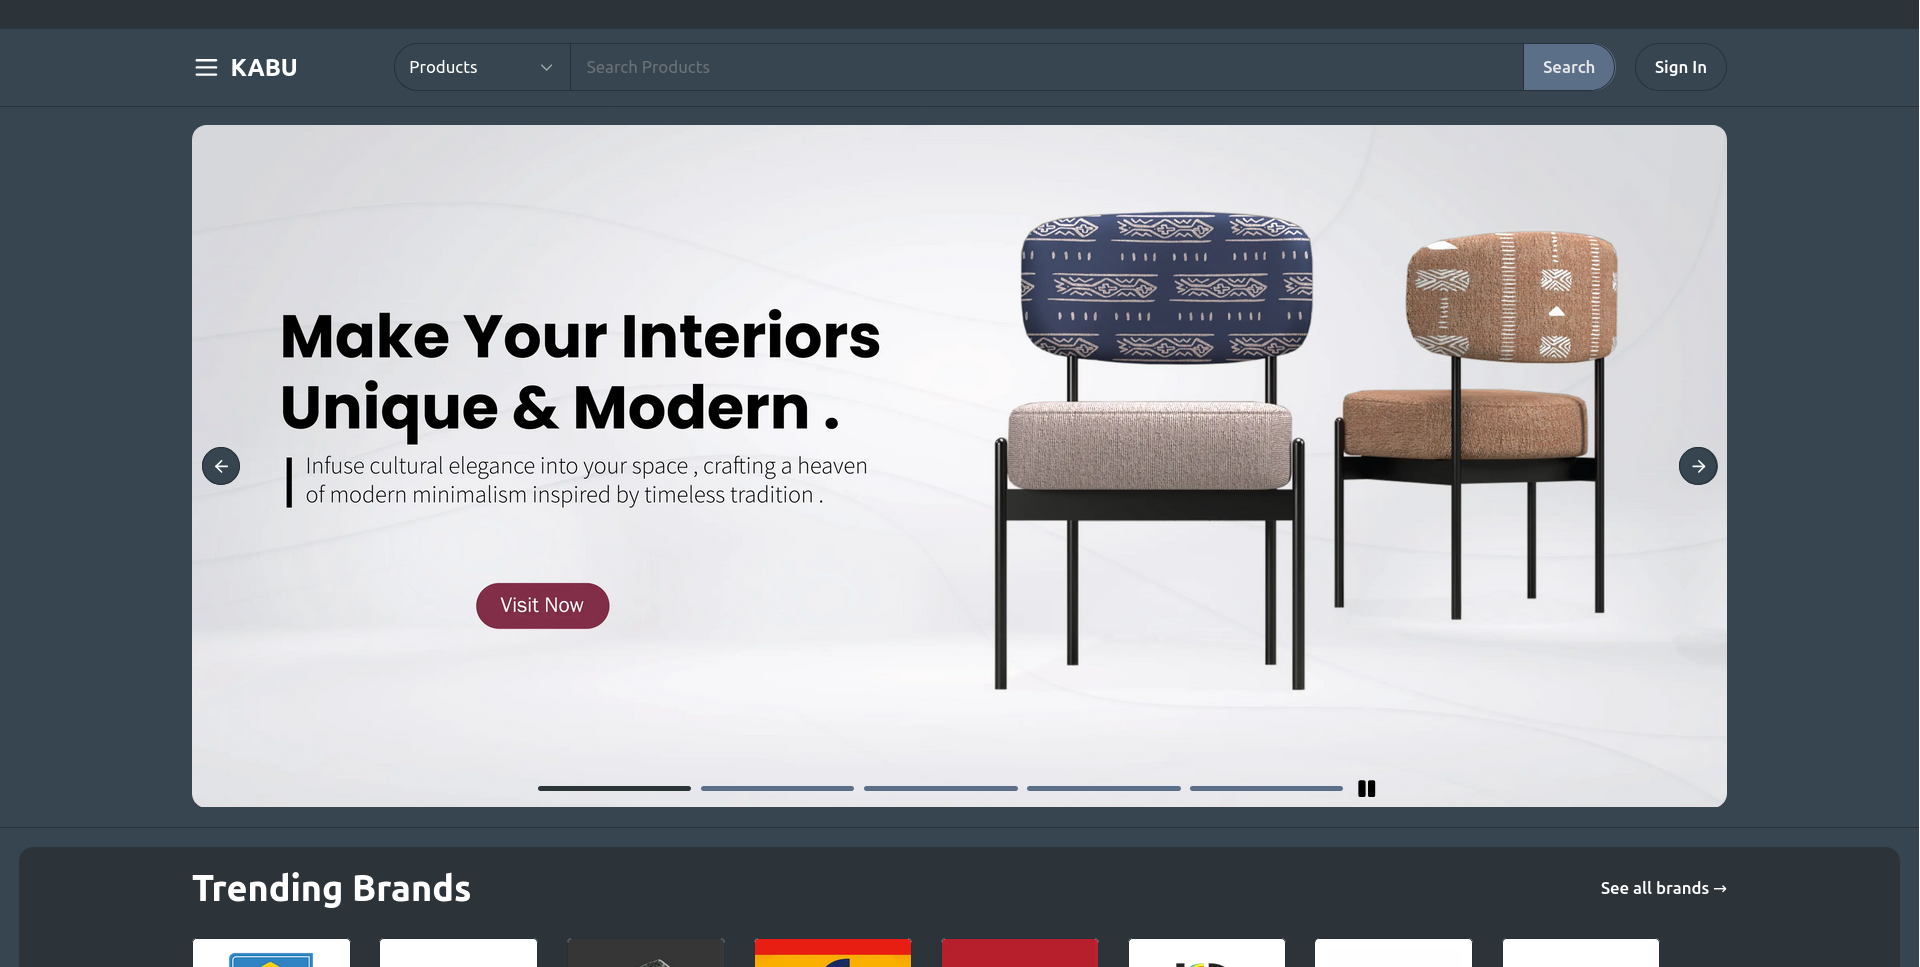 KABU
Products
Search Products
Search
Sign In
Make Your Interiors
Unique & Modern .
Infuse cultural elegance into your space , crafting a heaven
of modern minimalism inspired by timeless tradition .
Visit Now
Trending Brands
See all brands →